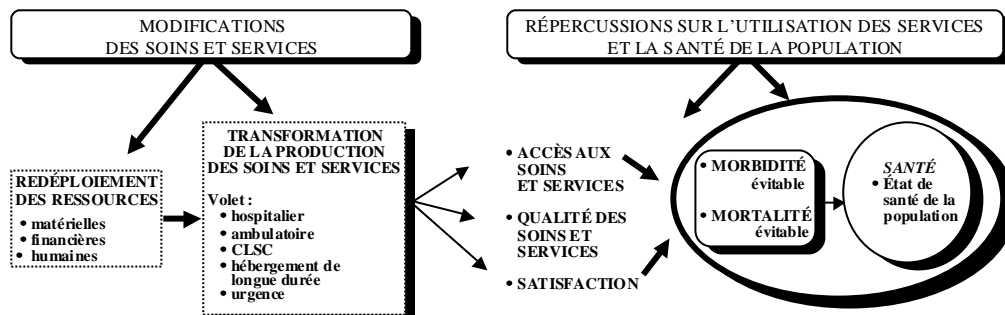 MODIFICATIONS
DES SOINS ET SERVICES
RÉPERCUSSIONS SUR L'UTILISATION DES SERVICES
ET LA SANTÉ DE LA POPULATION
REDÉPLOIEMENT
DES RESSOURCES
• matérielles
• financières
• humaines
TRANSFORMATION
DE LA PRODUCTION
DES SOINS ET SERVICES
Volet :
• hospitalier
• ambulatoire
• CLSC
• hébergement de
longue durée
• urgence
• ACCÈS AUX
SOINS
ET SERVICES
• QUALITÉ DES
SOINS ET
SERVICES
• SATISFACTION
• MORBIDITÉ
évitable
• MORTALITÉ
évitable
SANTÉ
• État de
santé de la
population